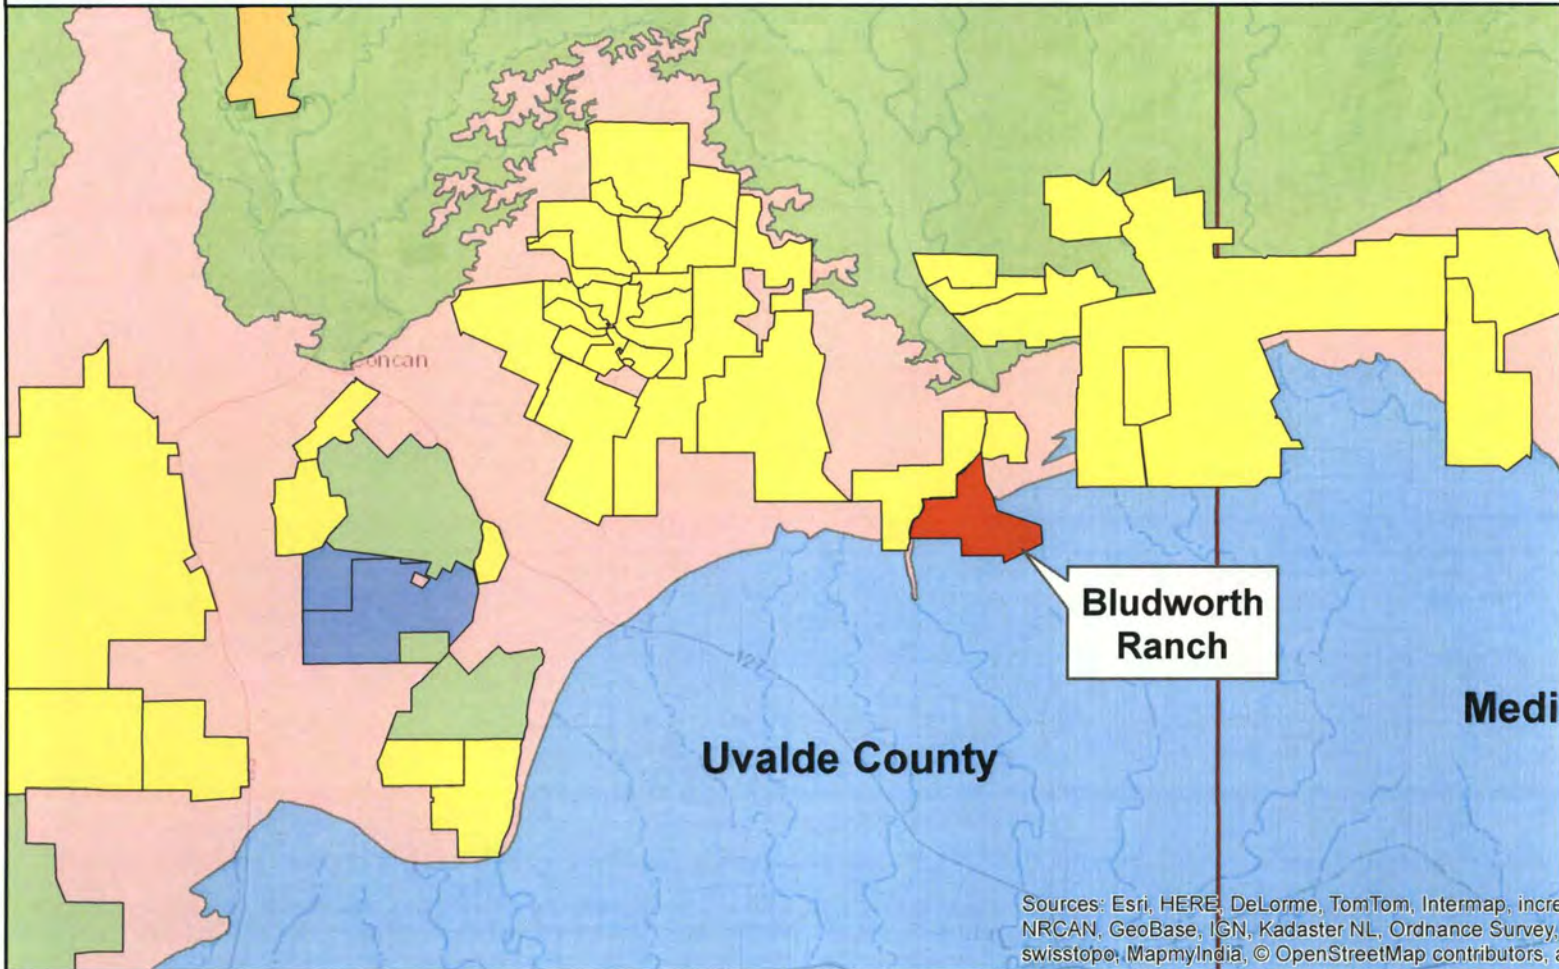 Concan
Bludworth
Ranch
127
Medi
Uvalde County
Sources: Esri, HERE, DeLorme, TomTom, Intermap, incre
NRCAN, GeoBase, IGN, Kadaster NL, Ordnance Survey,
swisstopo, MapmyIndia, © OpenStreetMap contributors, a